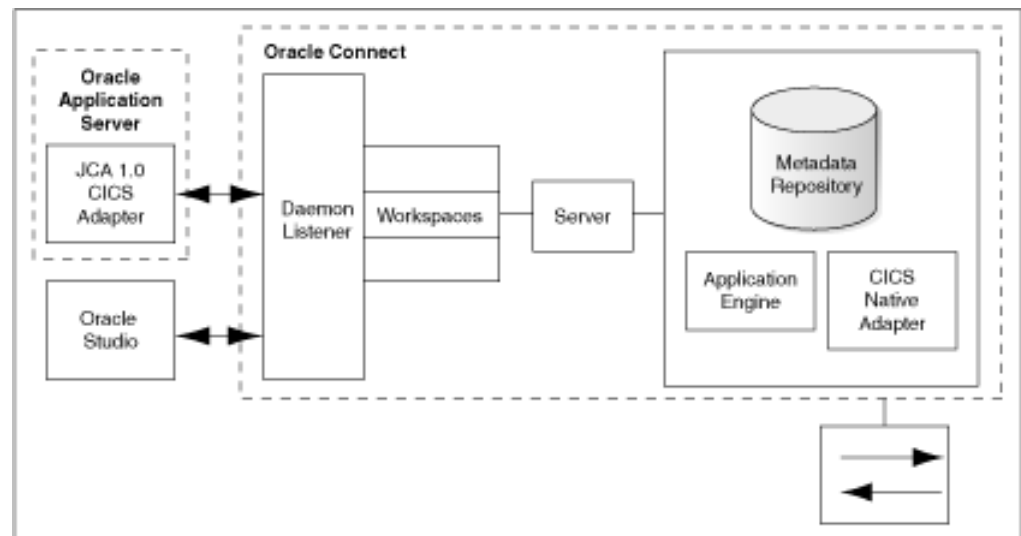 Oracle Connect
Oracle
Application
Server
JCA 1.0
CICS
Adapter
Oracle
Studio
Daemon
Listener
Workspaces
Server
Metadata
Repository
Application
Engine
CICS
Native
Adapter